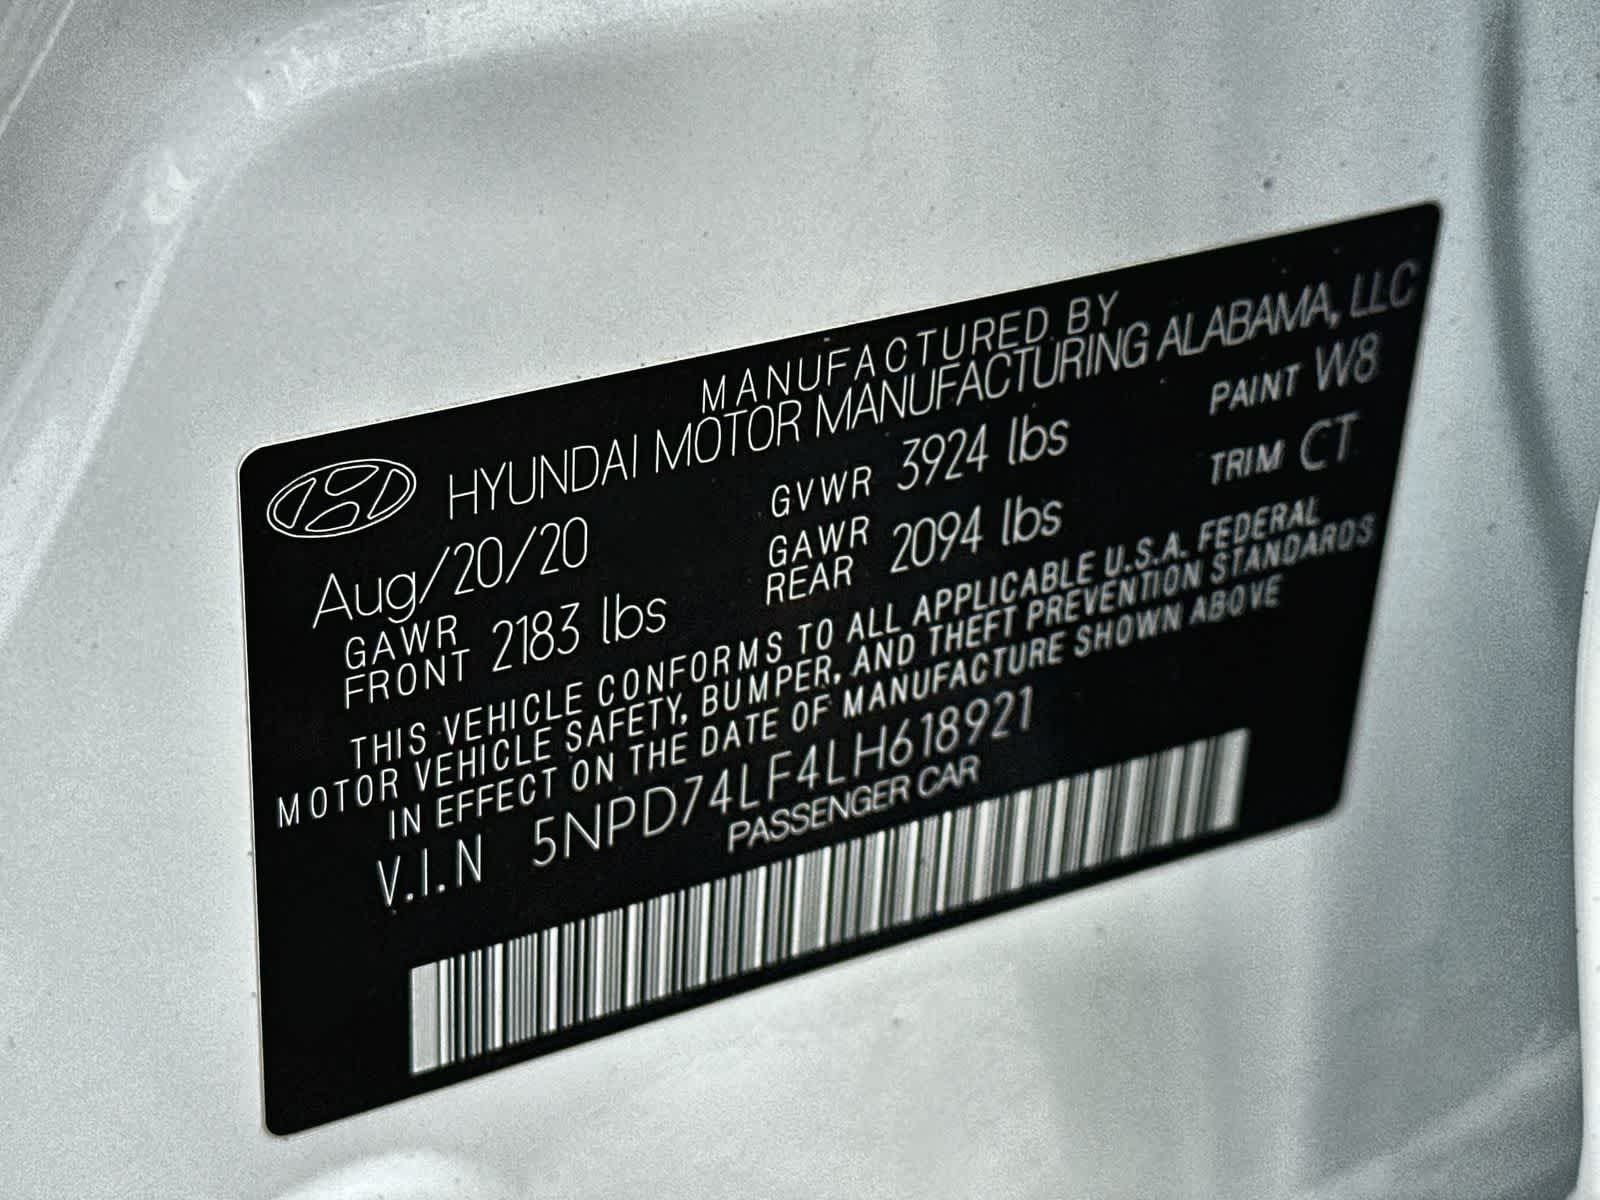 MANUFACTURED BY
HYUNDAI MOTOR MANUFACTURING ALABAMA, LLC
Aug/20/20 GVWR 3924 lbs PAINT W8
GAWR FRONT 2183 lbs GAWR REAR 2094 lbs TRIM CT
THIS VEHICLE CONFORMS TO ALL APPLICABLE U.S.A. FEDERAL
MOTOR VEHICLE SAFETY, BUMPER, AND THEFT PREVENTION STANDARDS
IN EFFECT ON THE DATE OF MANUFACTURE SHOWN ABOVE
V.I.N 5NPD74LF4LH618921
PASSENGER CAR